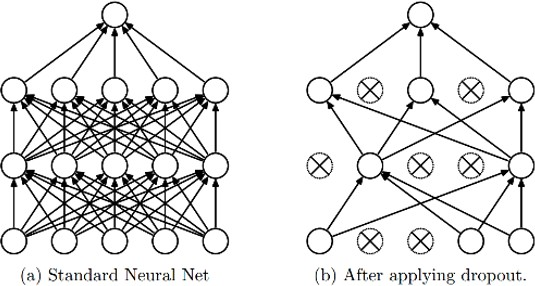 (a) Standard Neural Net
(b) After applying dropout.